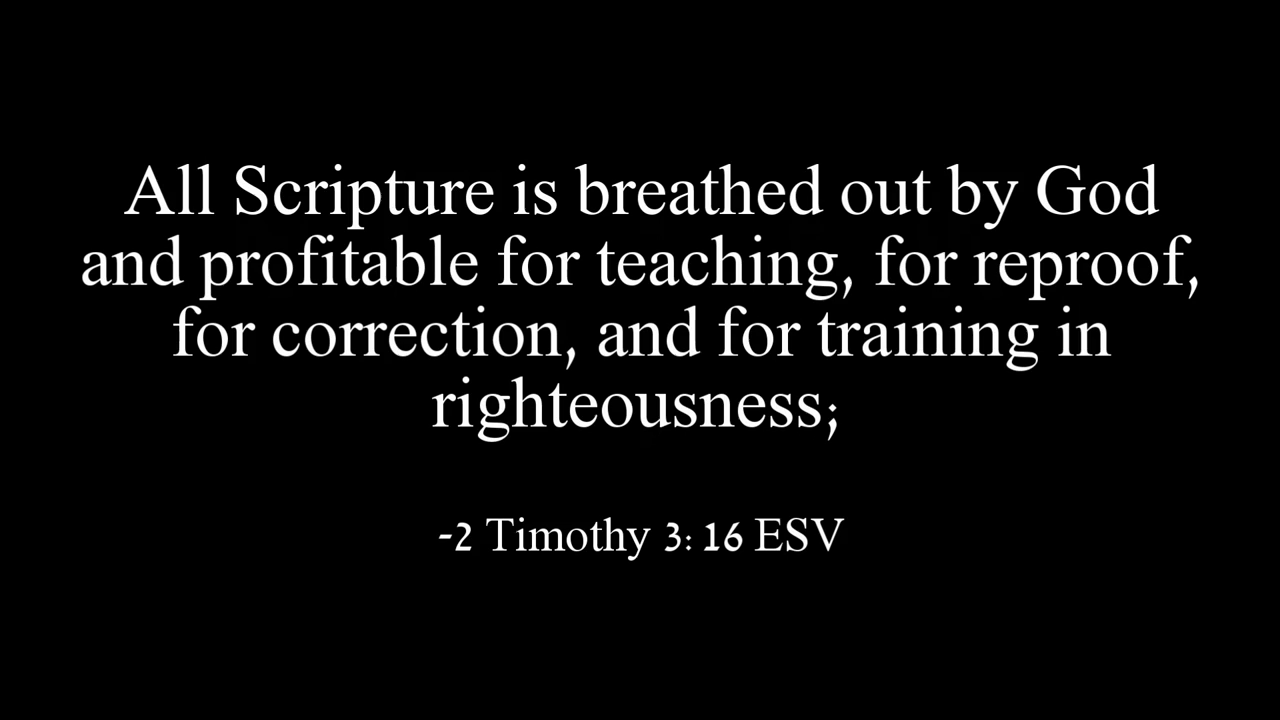 All Scripture is breathed out by God
and profitable for teaching, for reproof,
for correction, and for training in
righteousness;
-2 Timothy 3: 16 ESV